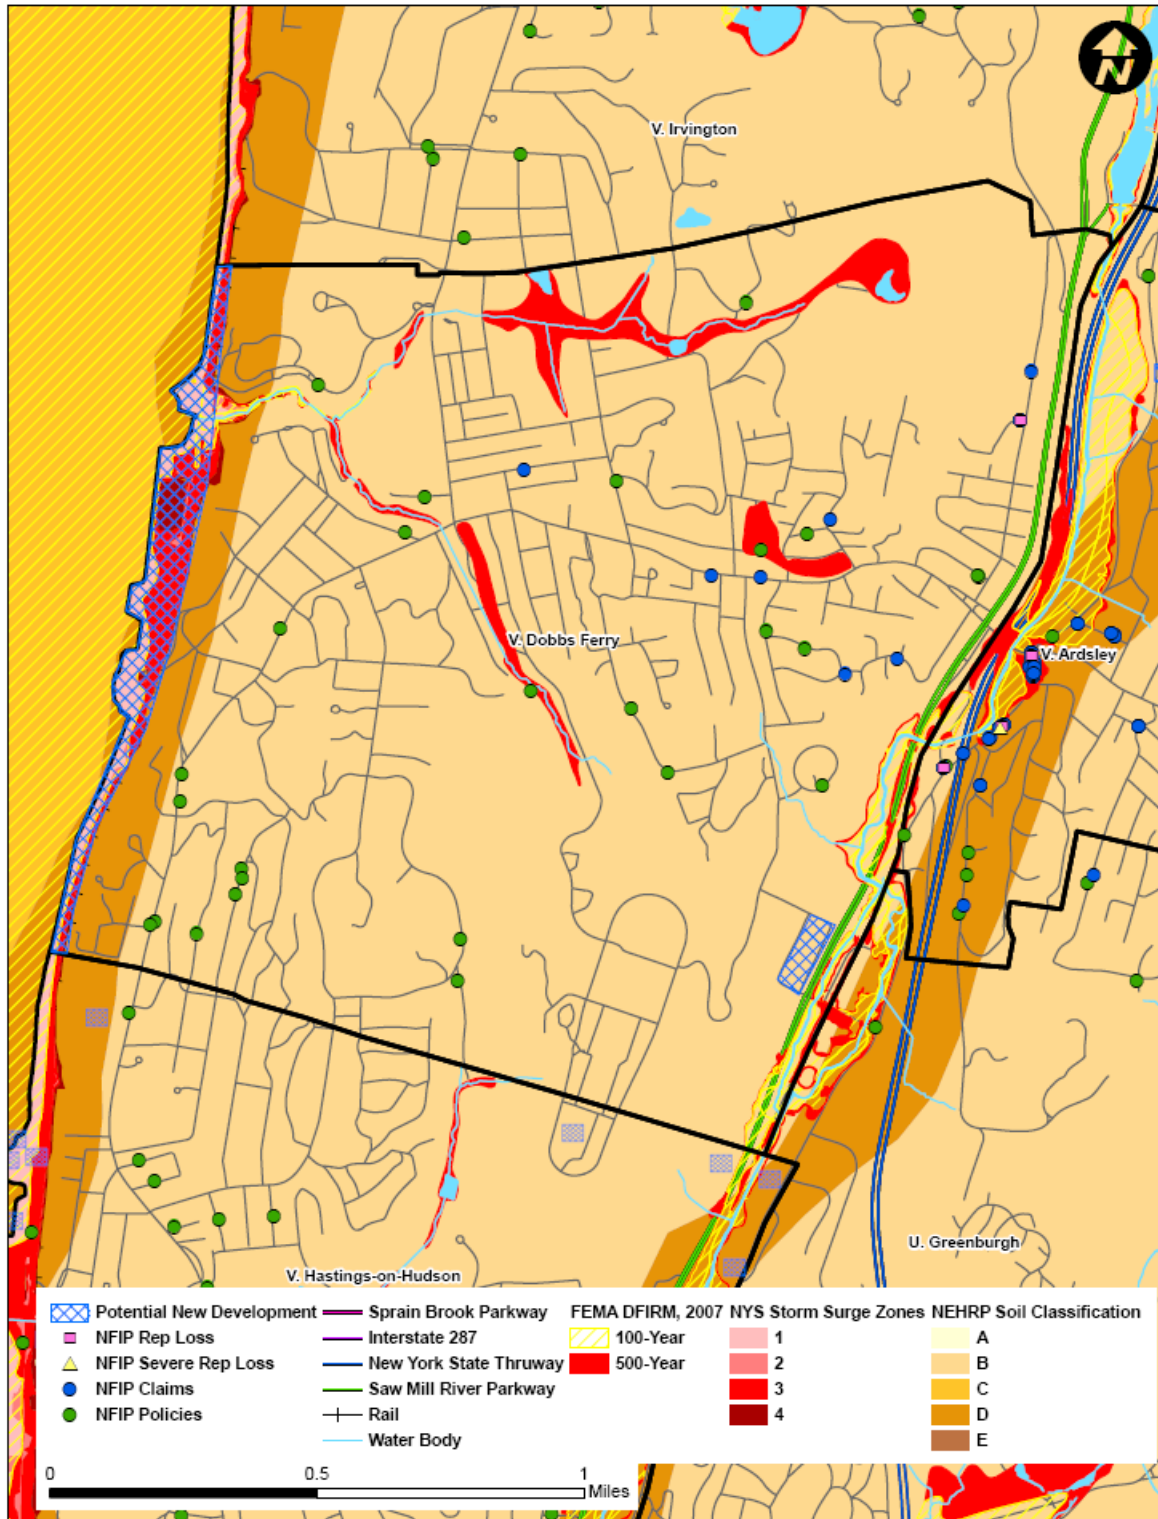 N
V. Irvington
V. Dobbs Ferry
V. Ardsley
U. Greenburgh
V. Hastings-on-Hudson
Potential New Development
NFIP Rep Loss
NFIP Severe Rep Loss
NFIP Claims
NFIP Policies
Sprain Brook Parkway
Interstate 287
New York State Thruway
Saw Mill River Parkway
Rail
Water Body
FEMA DFIRM, 2007
100-Year
500-Year
NYS Storm Surge Zones
1
2
3
4
NEHRP Soil Classification
A
B
C
D
E
0 0.5 1
Miles